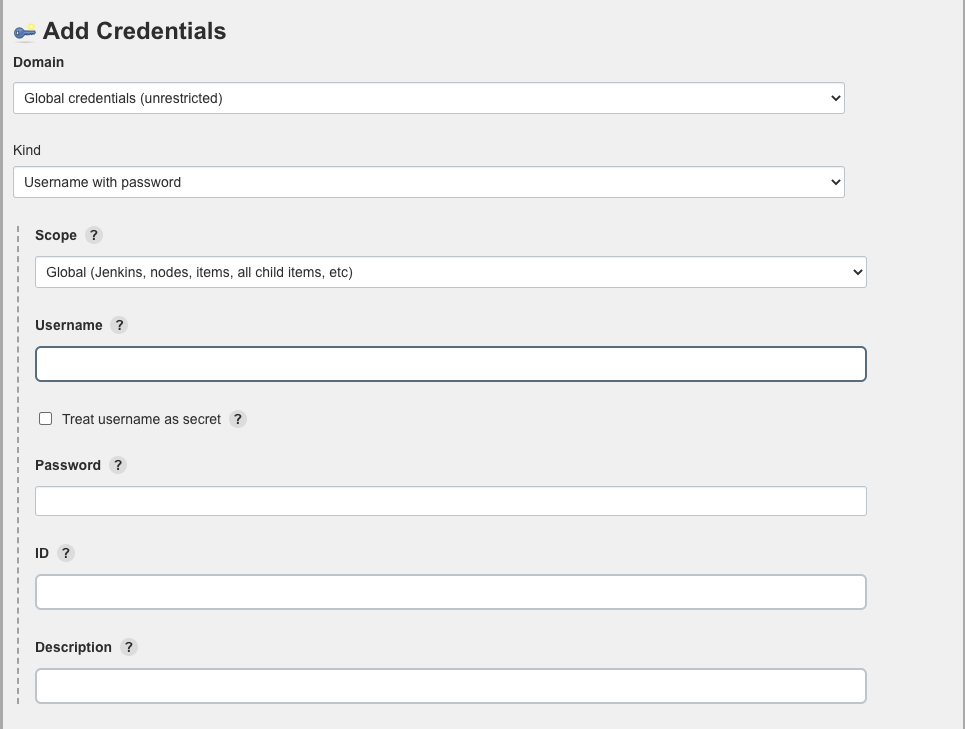 Add Credentials
Domain
Global credentials (unrestricted)
Kind
Username with password
Scope ?
Global (Jenkins, nodes, items, all child items, etc)
Username ?
Treat username as secret ?
Password ?
ID ?
Description ?